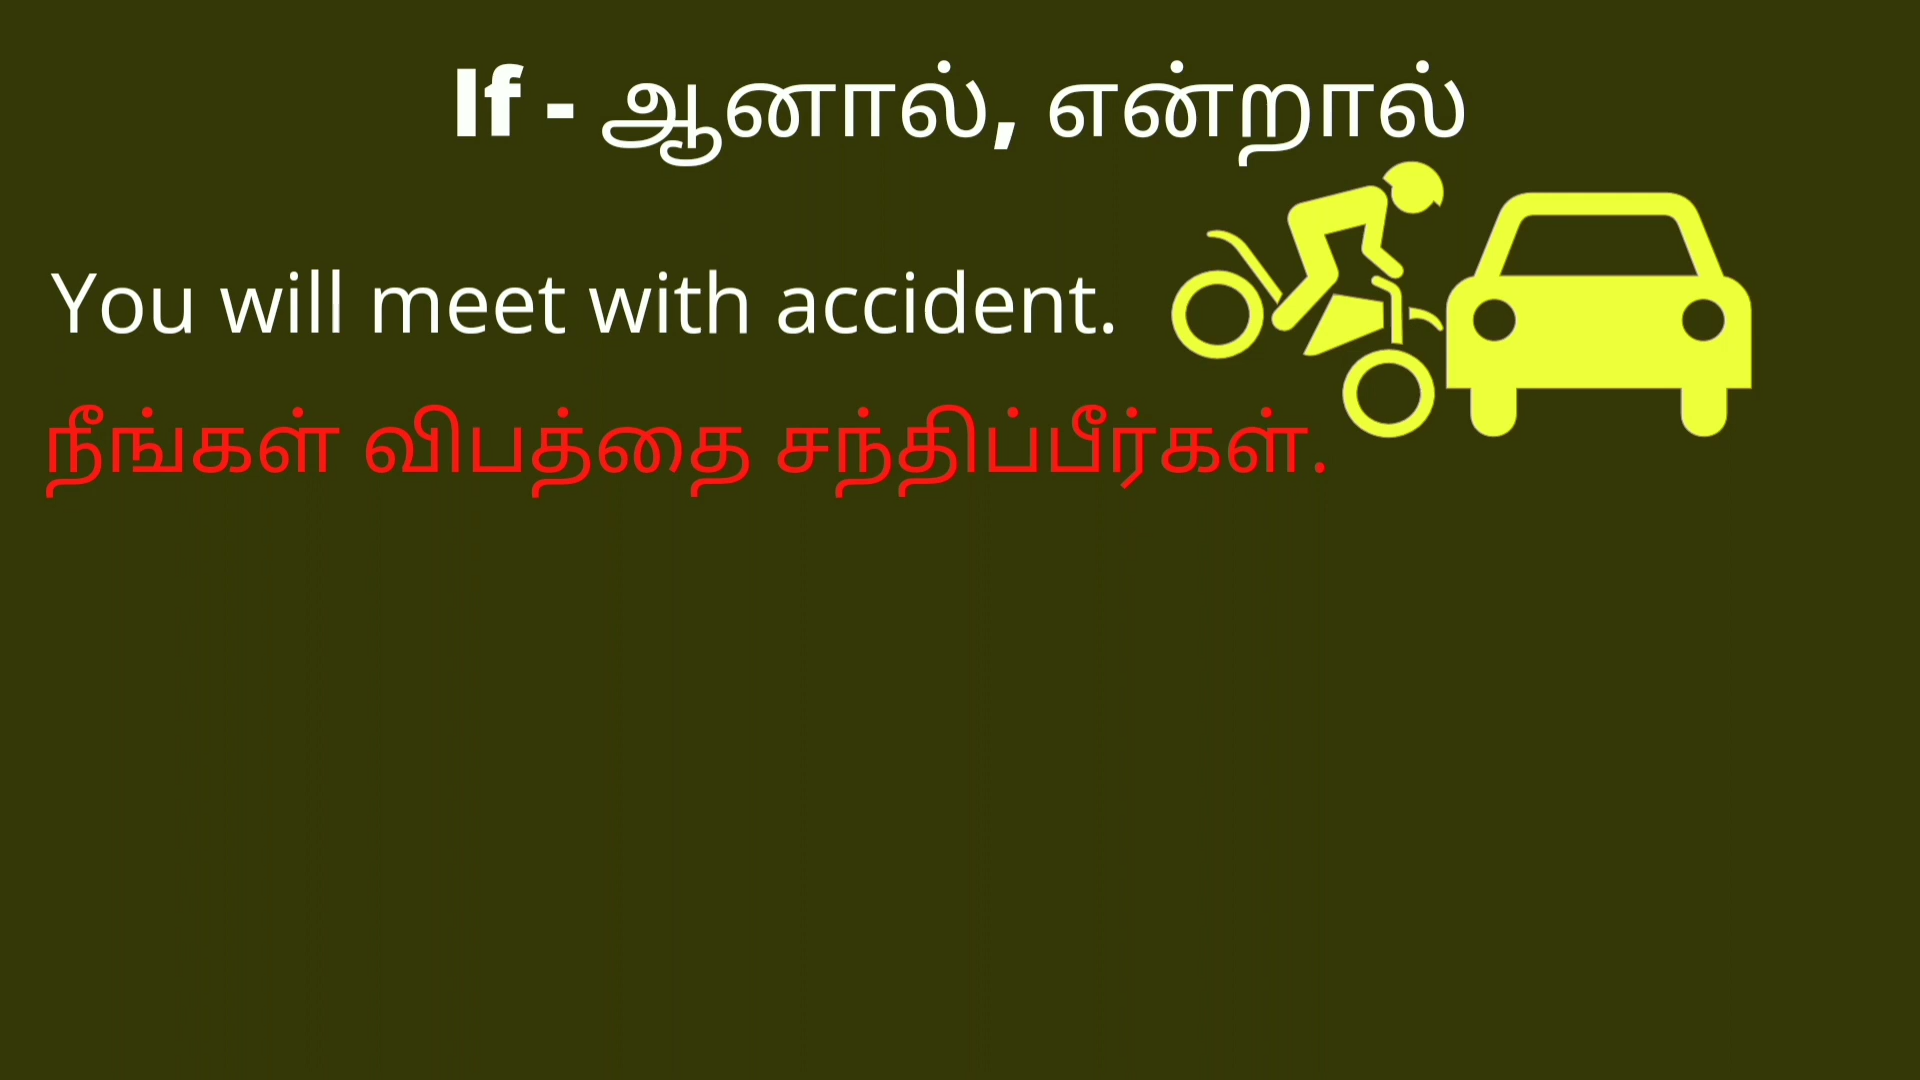 If - ஆனால், என்றால்
You will meet with accident.
நீங்கள் விபத்தை சந்திப்பீர்கள்.